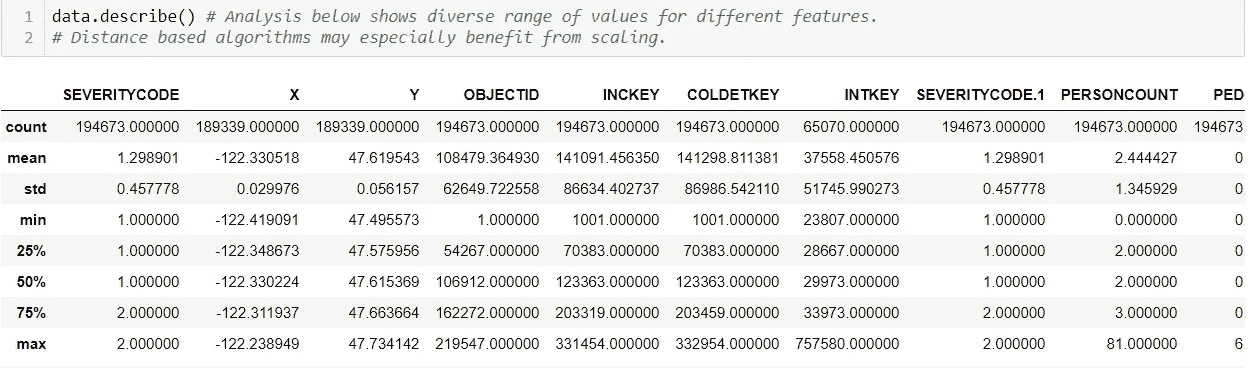 1 data.describe() # Analysis below shows diverse range of values for different features.
2 # Distance based algorithms may especially benefit from scaling.
SEVERITYCODE X Y OBJECTID INCKEY COLDETKEY INTKEY SEVERITYCODE.1 PERSONCOUNT PED
count 194673.000000 189339.000000 189339.000000 194673.000000 194673.000000 194673.000000 65070.000000 194673.000000 194673.000000 194673.
mean 1.298901 -122.330518 47.619543 108479.364930 141091.456350 141298.811381 37558.450576 1.298901 2.444427 0.
std 0.457778 0.029976 0.056157 62649.722558 86634.402737 86986.542110 51745.990273 0.457778 1.345929 0.
min 1.000000 -122.419091 47.495573 1.000000 1001.000000 1001.000000 23807.000000 1.000000 0.000000 0.
25% 1.000000 -122.348673 47.575956 54267.000000 70383.000000 70383.000000 28667.000000 1.000000 2.000000 0.
50% 1.000000 -122.330224 47.615369 106912.000000 123363.000000 123363.000000 29973.000000 1.000000 2.000000 0.
75% 2.000000 -122.311937 47.663664 162272.000000 203319.000000 203459.000000 33973.000000 2.000000 3.000000 0.
max 2.000000 -122.238949 47.734142 219547.000000 331454.000000 332954.000000 757580.000000 2.000000 81.000000 6.